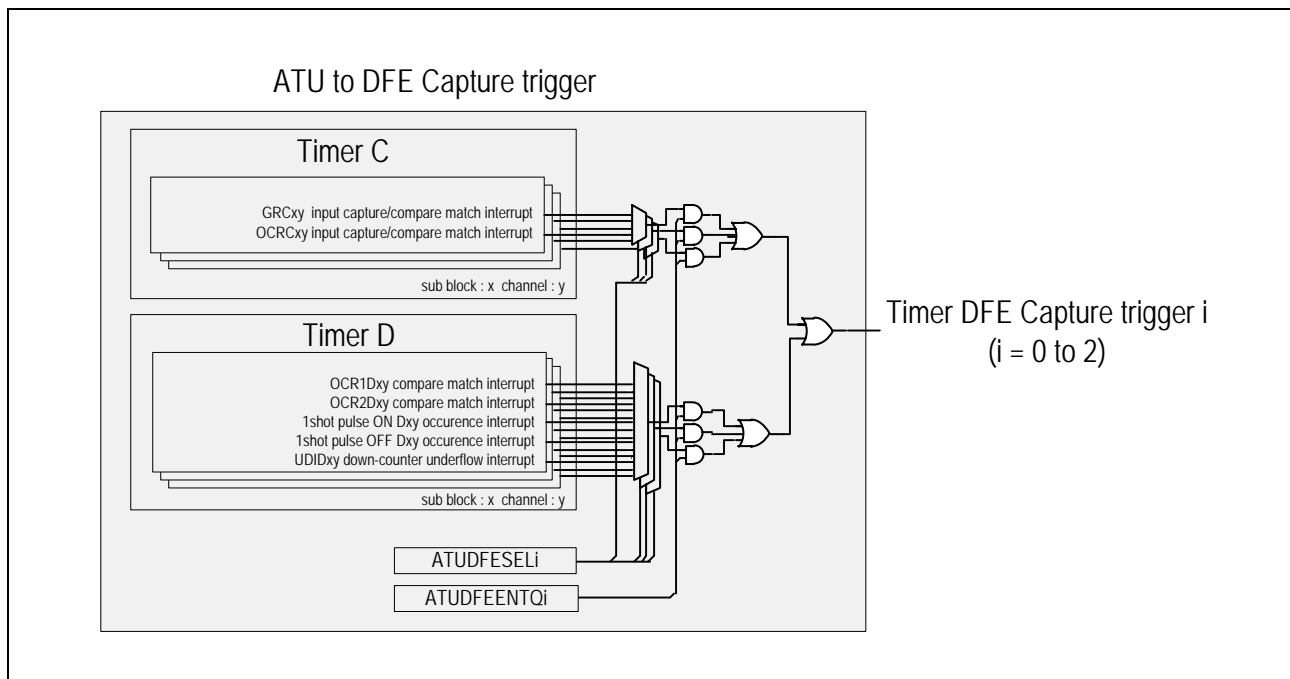 ATU to DFE Capture trigger
Timer C
GRCxy input capture/compare match interrupt
OCRCxy input capture/compare match interrupt
sub block : x channel : y
Timer D
OCR1Dxy compare match interrupt
OCR2Dxy compare match interrupt
1shot pulse ON Dxy occurence interrupt
1shot pulse OFF Dxy occurence interrupt
UDIDxy down-counter underflow interrupt
sub block : x channel : y
ATUDFESELi
ATUDFEENTQi
Timer DFE Capture trigger i
(i = 0 to 2)